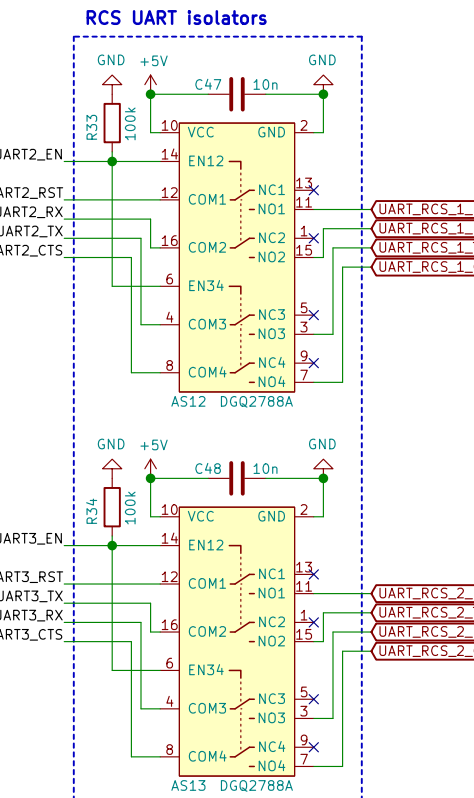 RCS UART isolators
GND +5V GND
C47 10n
R33 100k
10 VCC GND 2
UART2_EN 14 EN12
NC1 13
UART2_RST 12 COM1
NO1 11 UART_RCS_1_
UART2_RX
NC2 1 UART_RCS_1_
UART2_TX 16 COM2
NO2 15 UART_RCS_1_
UART2_CTS
UART_RCS_1_
6 EN34
NC3 5
4 COM3
NO3 3
NC4 9
8 COM4
NO4 7
AS12 DGQ2788A
GND +5V GND
C48 10n
R34 100k
10 VCC GND 2
UART3_EN 14 EN12
NC1 13
UART3_RST 12 COM1
NO1 11 UART_RCS_2_
UART3_TX
NC2 1 UART_RCS_2_
UART3_RX 16 COM2
NO2 15 UART_RCS_2_
UART3_CTS
UART_RCS_2_
6 EN34
NC3 5
4 COM3
NO3 3
NC4 9
8 COM4
NO4 7
AS13 DGQ2788A